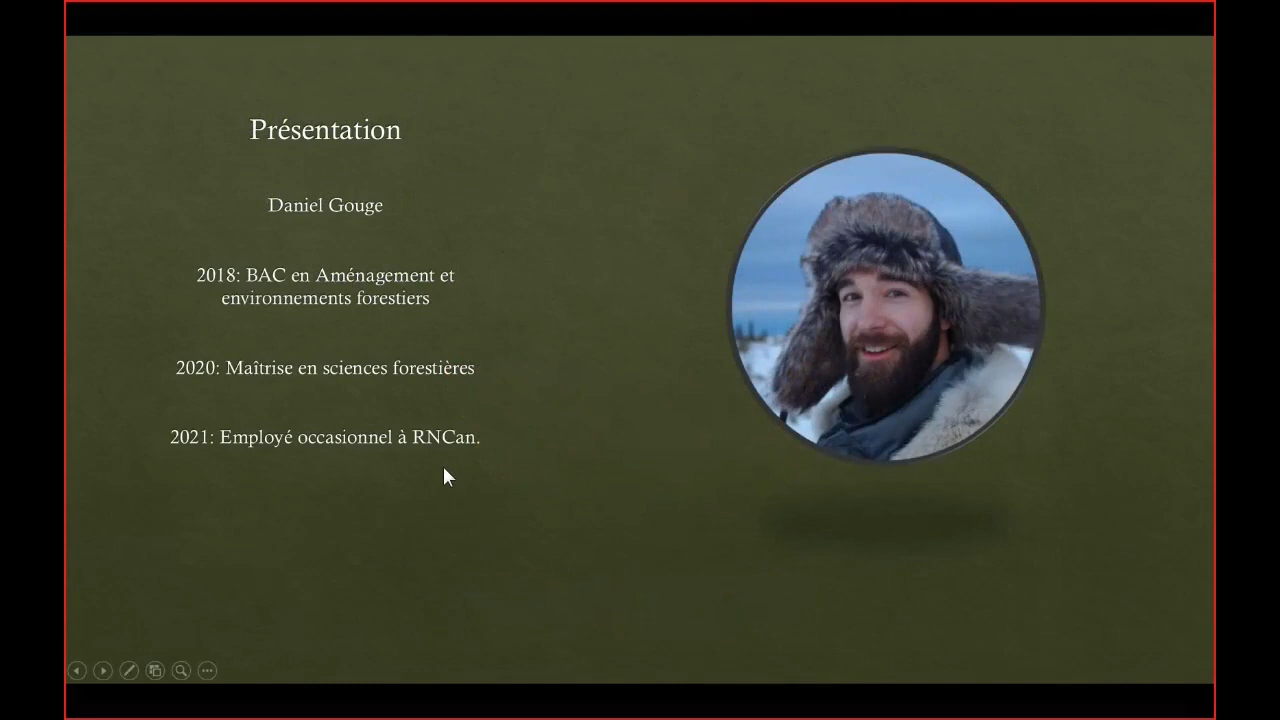 Présentation
Daniel Gouge
2018: BAC en Aménagement et
environnements forestiers
2020: Maîtrise en sciences forestières
2021: Employé occasionnel à RNCan.